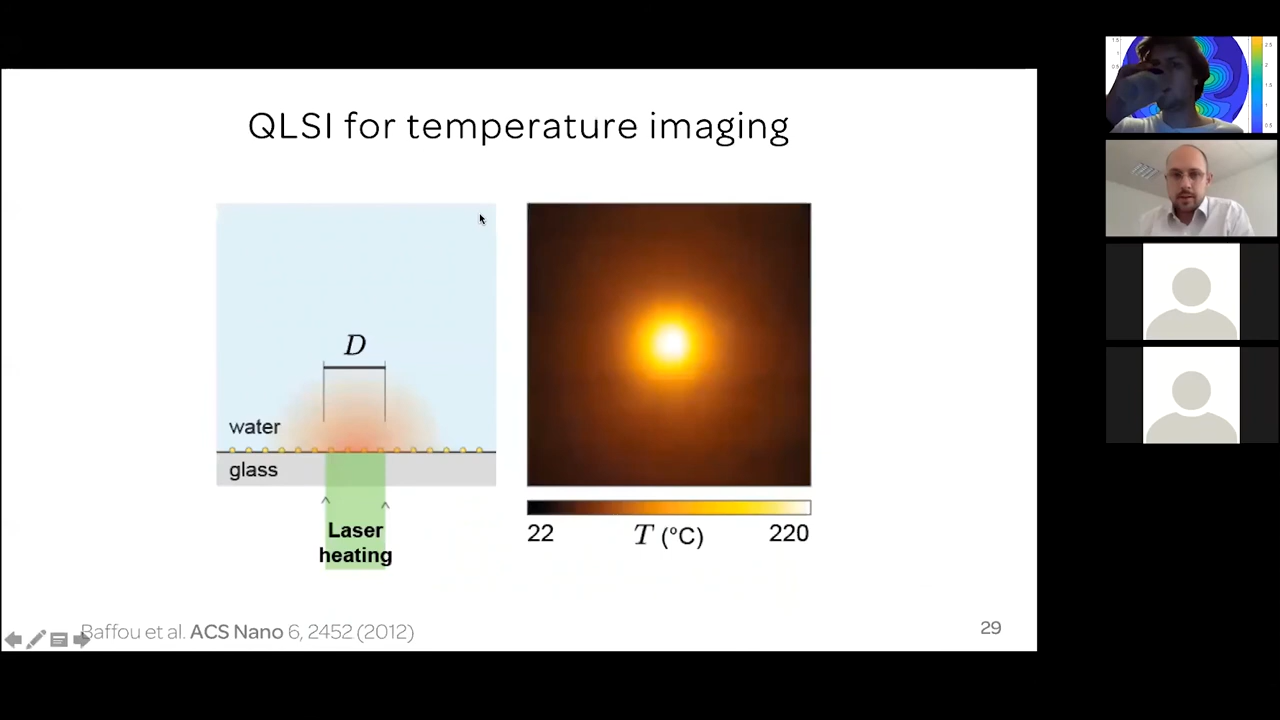 QLSI for temperature imaging
D
water
glass
Laser
heating
22
T (°C)
220
Baffou et al. ACS Nano 6, 2452 (2012)
29